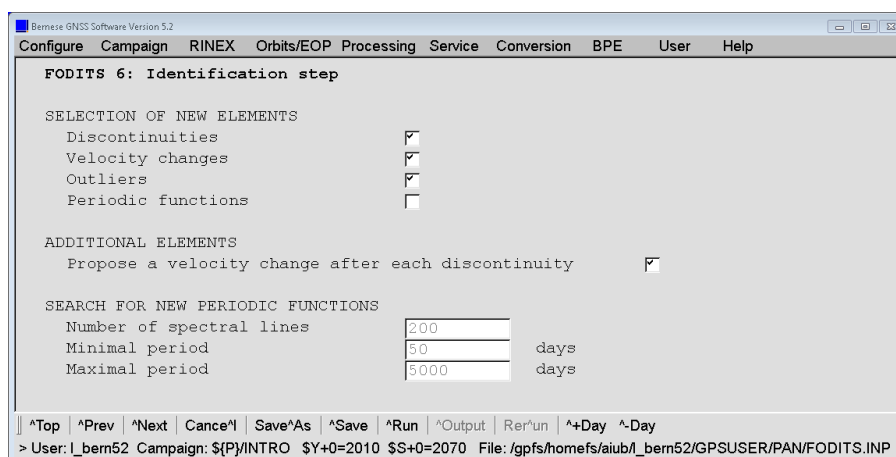 Bernese GNSS Software Version 5.2
Configure Campaign RINEX Orbits/EOP Processing Service Conversion BPE User Help
FODITS 6: Identification step
SELECTION OF NEW ELEMENTS
Discontinuities
Velocity changes
Outliers
Periodic functions
ADDITIONAL ELEMENTS
Propose a velocity change after each discontinuity
SEARCH FOR NEW PERIODIC FUNCTIONS
Number of spectral lines 200
Minimal period 50 days
Maximal period 5000 days
^Top | ^Prev | ^Next | Cance^l | Save^As | ^Save | ^Run | ^Output | Rer^un | ^+Day ^-Day
> User: l_bern52 Campaign: ${P}/INTRO $Y+0=2010 $S+0=2070 File: /gpfs/homefs/aiub/l_bern52/GPSUSER/PAN/FODITS.INP